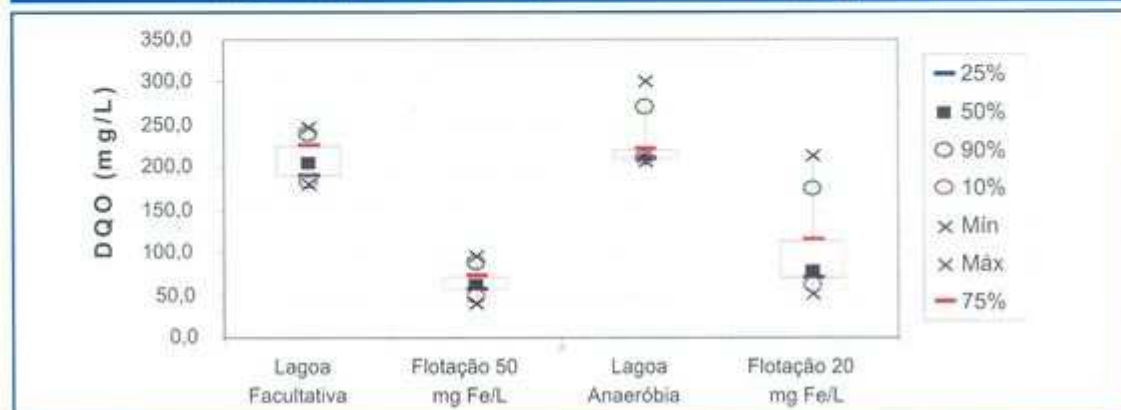 DQO (mg/L)
350,0
300,0
250,0
200,0
150,0
100,0
50,0
0,0
Lagoa Facultativa
Flotação 50 mg Fe/L
Lagoa Anaeróbia
Flotação 20 mg Fe/L
25%
50%
90%
10%
Mín
Máx
75%